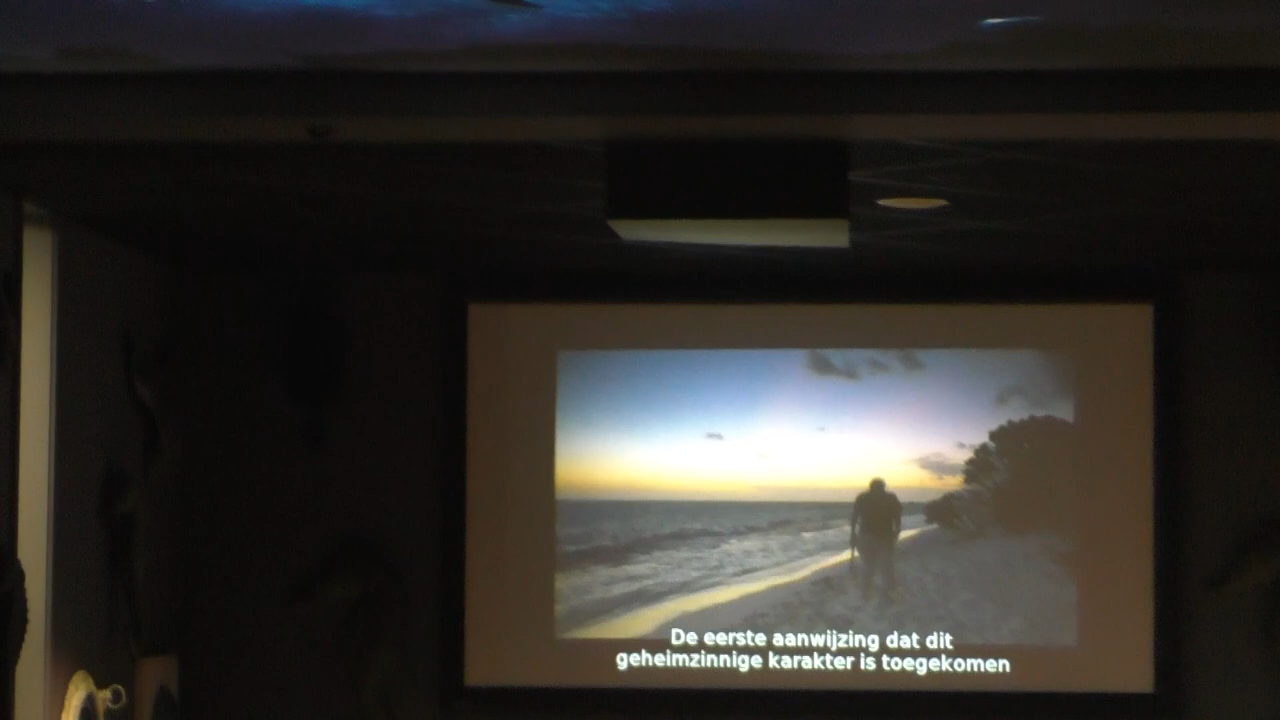 De eerste aanwijzing dat dit
geheimzinnige karakter is toegekomen